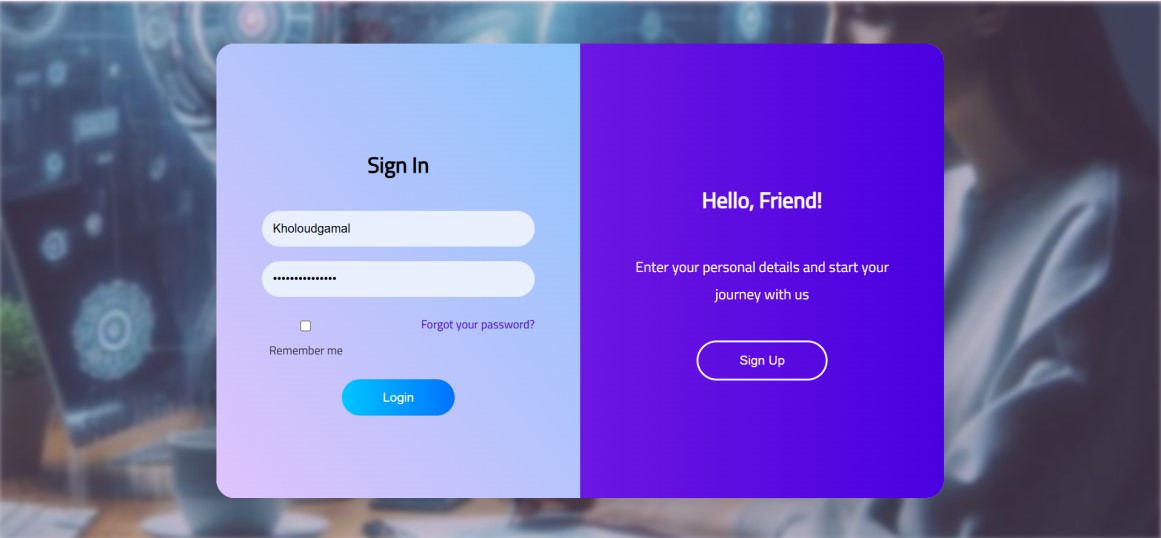 Sign In
Kholoudgamal
•••••••••••••••
Forgot your password?
Remember me
Login
Hello, Friend!
Enter your personal details and start your
journey with us
Sign Up